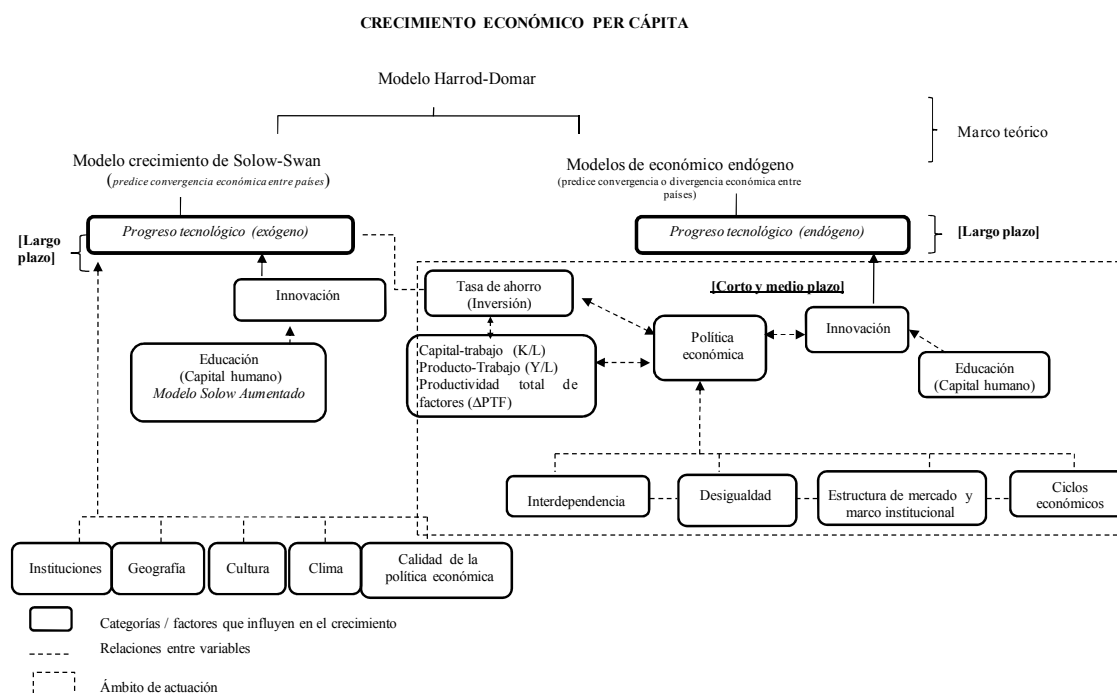 CRECIMIENTO ECONÓMICO PER CÁPITA
Modelo Harrod-Domar
Marco teórico
Modelo crecimiento de Solow-Swan
(predice convergencia económica entre países)
Modelos de económico endógeno
(predice convergencia o divergencia económica entre
países)
[Largo
plazo]
Progreso tecnológico (exógeno)
Progreso tecnológico (endógeno)
[Largo plazo]
Innovación
Tasa de ahorro
(Inversión)
[Corto y medio plazo]
Política
económica
Innovación
Educación
(Capital humano)
Modelo Solow Aumentado
Capital-trabajo (K/L)
Producto-Trabajo (Y/L)
Productividad total de
factores (ΔPTF)
Educación
(Capital humano)
Interdependencia
Desigualdad
Estructura de mercado y
marco institucional
Ciclos
económicos
Instituciones
Geografía
Cultura
Clima
Calidad de la
política económica
Categorías / factores que influyen en el crecimiento
Relaciones entre variables
Ámbito de actuación